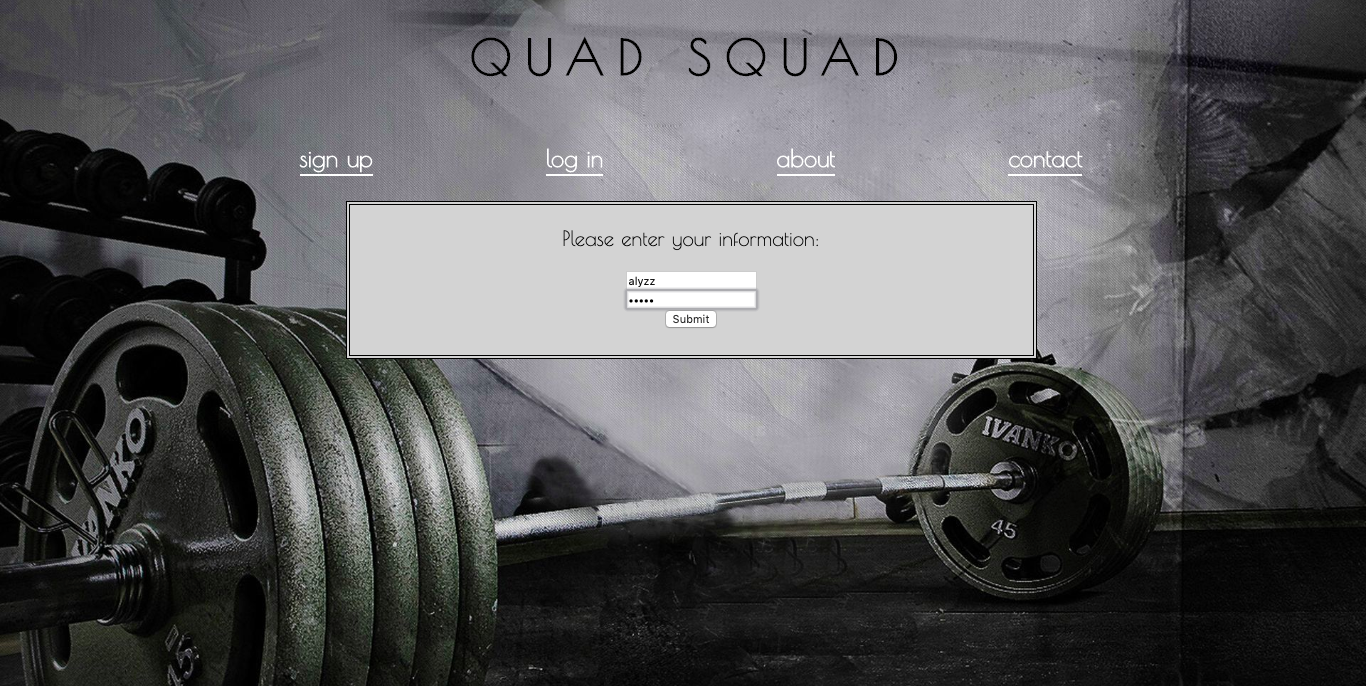 QUAD SQUAD
sign up log in about contact
Please enter your information:
alyzz
•••••
Submit
IVANKO
IVANKO
45
45